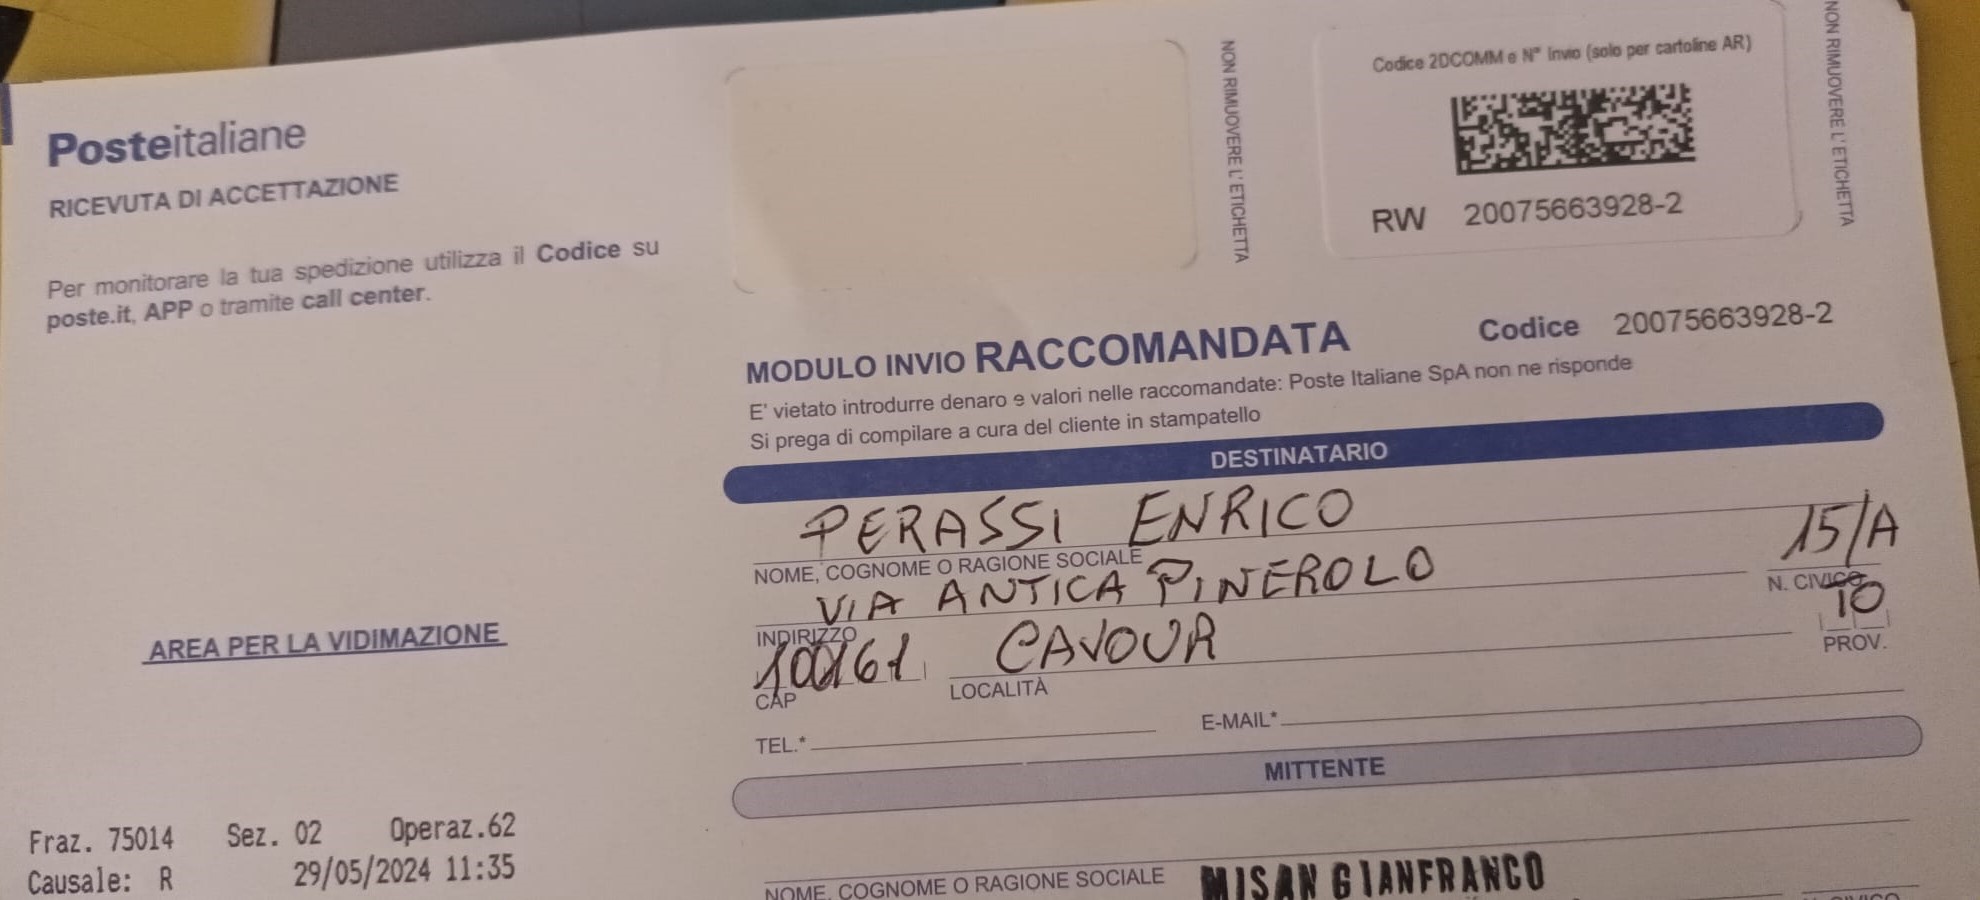 Posteitaliane
RICEVUTA DI ACCETTAZIONE
Per monitorare la tua spedizione utilizza il Codice su
poste.it, APP o tramite call center.
AREA PER LA VIDIMAZIONE
Fraz. 75014 Sez. 02 Operaz.62
Causale: R 29/05/2024 11:35
NON RIMUOVERE L'ETICHETTA
Codice 2DCOMM e N° Invio (solo per cartoline AR)
RW 20075663928-2
NON RIMUOVERE L'ETICHETTA
MODULO INVIO RACCOMANDATA Codice 20075663928-2
E' vietato introdurre denaro e valori nelle raccomandate: Poste Italiane SpA non ne risponde
Si prega di compilare a cura del cliente in stampatello
DESTINATARIO
PERASSI ENRICO
NOME, COGNOME O RAGIONE SOCIALE
VIA ANTICA PINEROLO 15/A
INDIRIZZO N. CIVICO
CAVOUR TO
CAP LOCALITÀ PROV.
TEL.* E-MAIL*
MITTENTE
NOME, COGNOME O RAGIONE SOCIALE MISAN GIANFRANCO